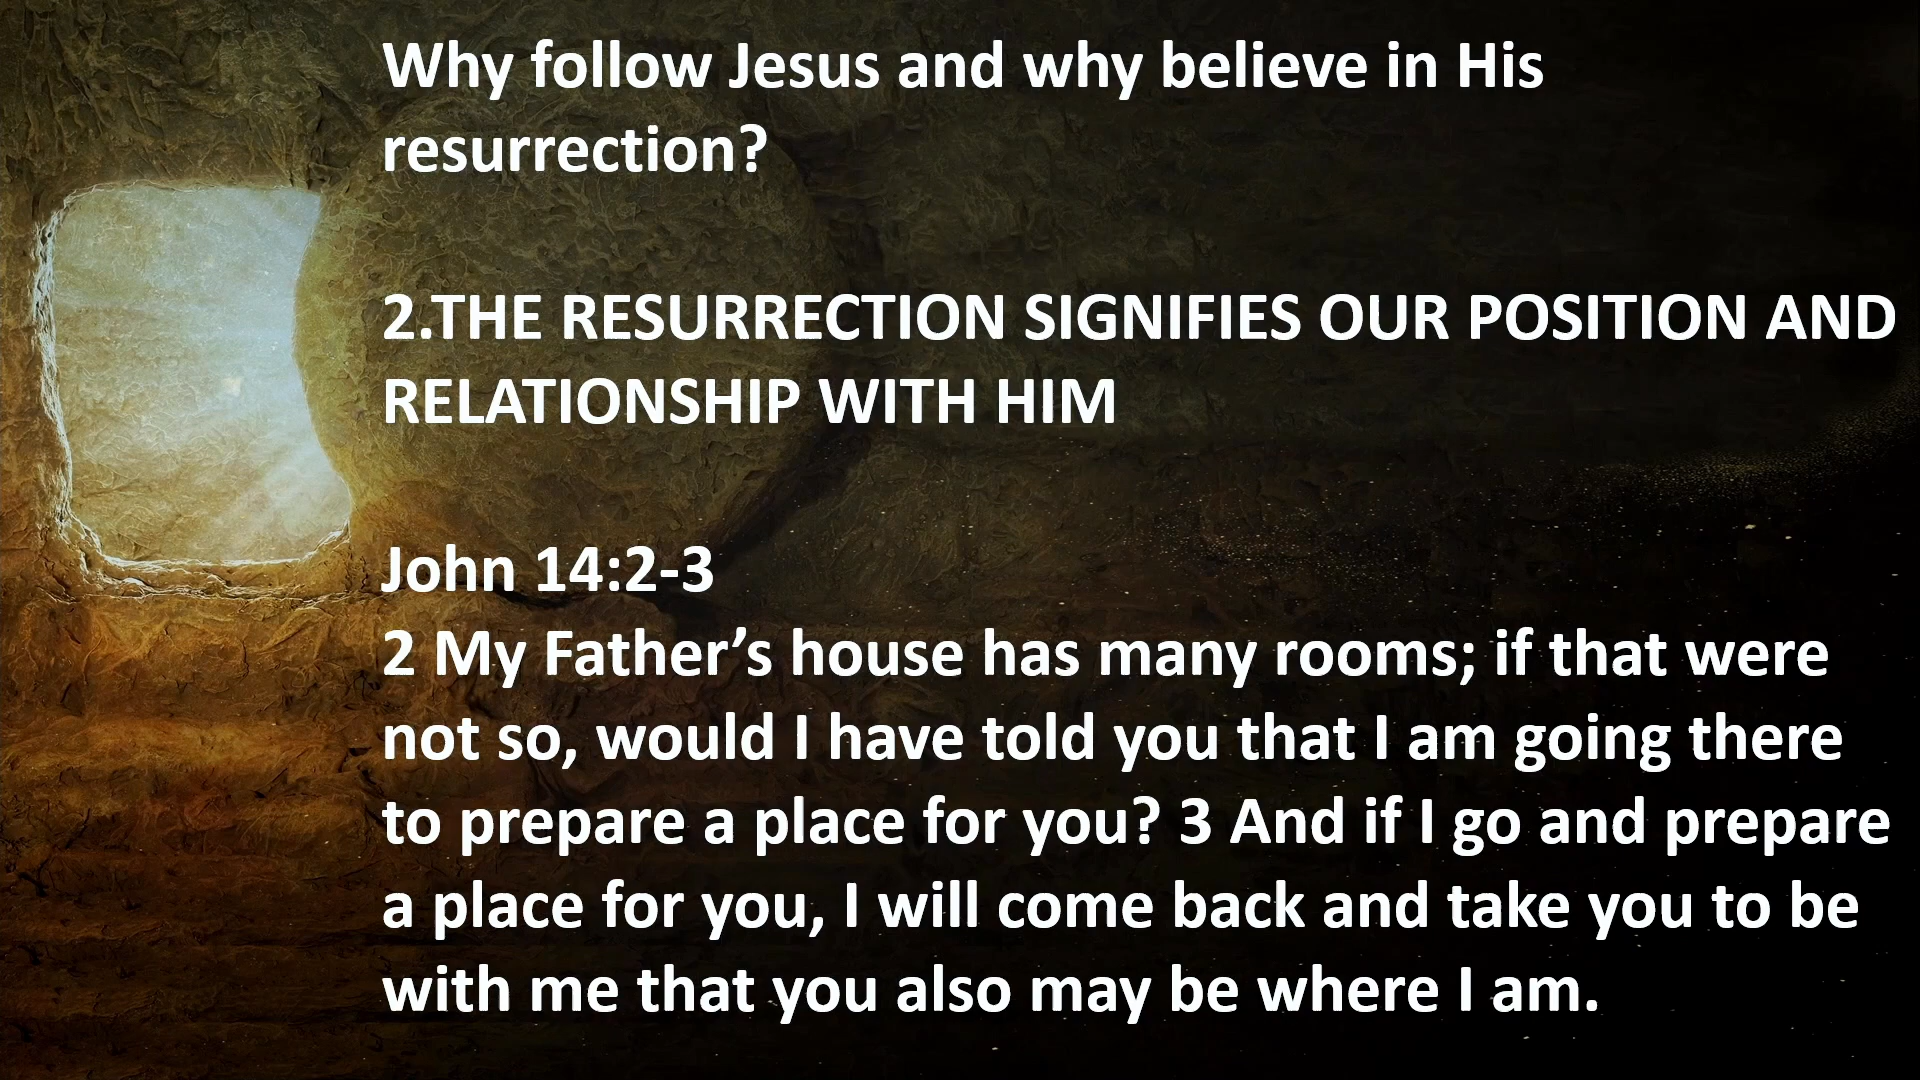 Why follow Jesus and why believe in His
resurrection?
2.THE RESURRECTION SIGNIFIES OUR POSITION AND
RELATIONSHIP WITH HIM
John 14:2-3
2 My Father’s house has many rooms; if that were
not so, would I have told you that I am going there
to prepare a place for you? 3 And if I go and prepare
a place for you, I will come back and take you to be
with me that you also may be where I am.